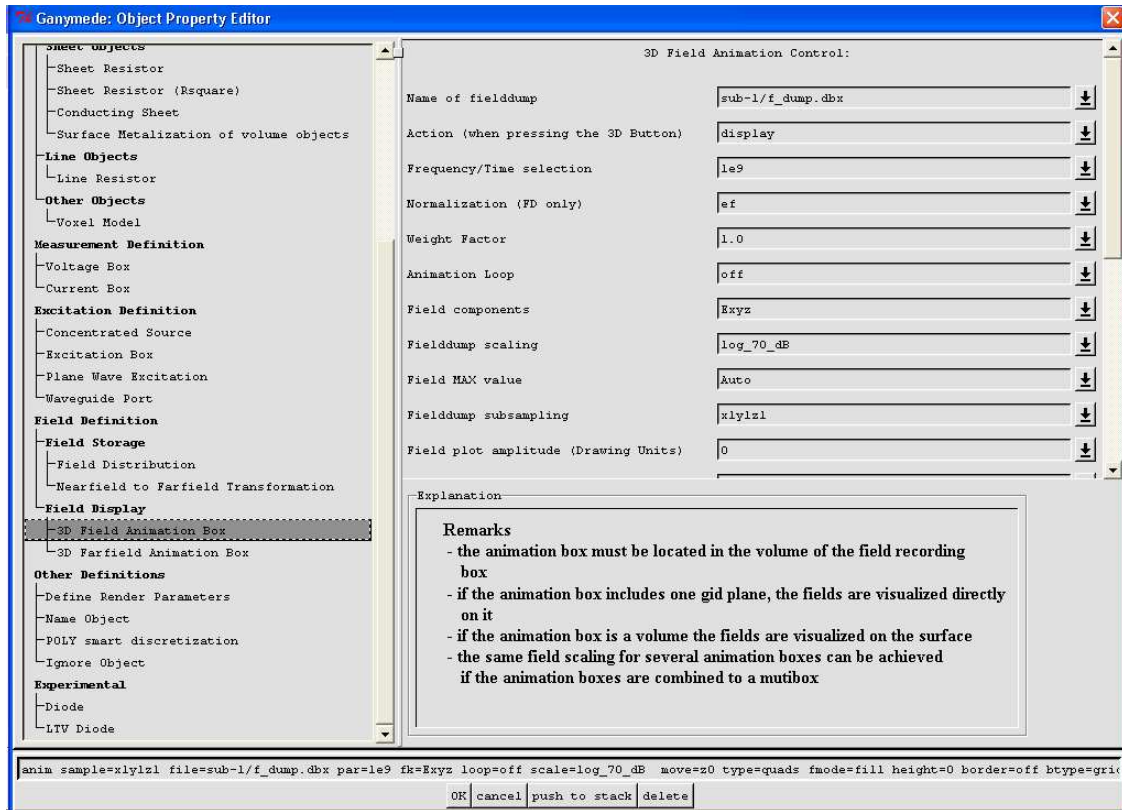 Ganymede: Object Property Editor
Sheet Objects
Sheet Resistor
Sheet Resistor (Rsquare)
Conducting Sheet
Surface Metalization of volume objects
Line Objects
Line Resistor
Other Objects
Voxel Model
Measurement Definition
Voltage Box
Current Box
Excitation Definition
Concentrated Source
Excitation Box
Plane Wave Excitation
Waveguide Port
Field Definition
Field Storage
Field Distribution
Nearfield to Farfield Transformation
Field Display
3D Field Animation Box
3D Farfield Animation Box
Other Definitions
Define Render Parameters
Name Object
POLY smart discretization
Ignore Object
Experimental
Diode
LTV Diode
3D Field Animation Control:
Name of fielddump sub-1/f_dump.dbx
Action (when pressing the 3D Button) display
Frequency/Time selection 1e9
Normalization (FD only) ef
Weight Factor 1.0
Animation Loop off
Field components Exyz
Fielddump scaling log_70_dB
Field MAX value Auto
Fielddump subsampling x1y1z1
Field plot amplitude (Drawing Units) 0
Explanation
Remarks
- the animation box must be located in the volume of the field recording
box
- if the animation box includes one gid plane, the fields are visualized directly
on it
- if the animation box is a volume the fields are visualized on the surface
- the same field scaling for several animation boxes can be achieved
if the animation boxes are combined to a mutibox
anim sample=x1y1z1 file=sub-1/f_dump.dbx par=1e9 fk=Exyz loop=off scale=log_70_dB move=z0 type=quads fmode=fill height=0 border=off btype=gri
OK cancel push to stack delete